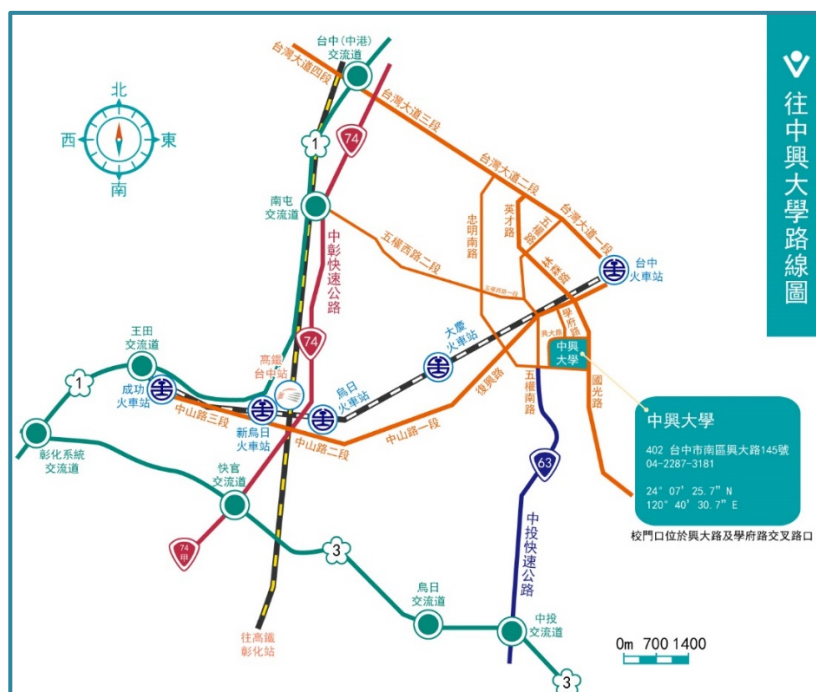 往中興大學路線圖
北
西
東
南
台中(中港)
交流道
台灣大道四段
台灣大道三段
台灣大道二段
台灣大道一段
74
1
南屯
交流道
中彰快速公路
五權西路二段
五權西路一段
忠明南路
英才路
五權路
林森路
學府路
興大路
台中
火車站
大慶
火車站
王田
交流道
74
高鐵
台中站
1
成功
火車站
中山路三段
新烏日
火車站
烏日
火車站
中山路二段
中山路一段
復興路
五權南路
中興
大學
國光路
彰化系統
交流道
快官
交流道
63
中投快速公路
74
甲
3
往高鐵
彰化站
烏日
交流道
中投
交流道
3
中興大學
402 台中市南區興大路145號
04-2287-3181
24° 07' 25.7" N
120° 40' 30.7" E
校門口位於興大路及學府路交叉路口
0m 700 1400